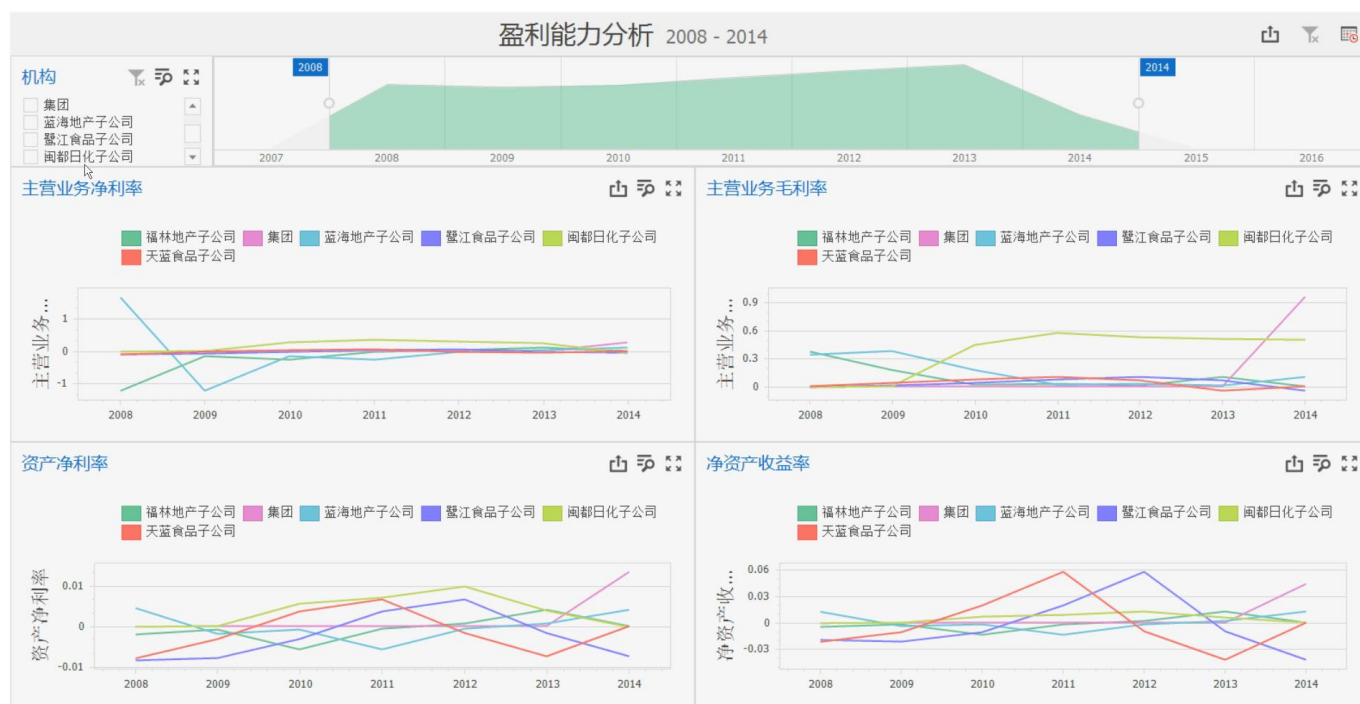 盈利能力分析 2008 - 2014
机构
集团
蓝海地产子公司
鹭江食品子公司
闽都日化子公司
2008 2014
2007 2008 2009 2010 2011 2012 2013 2014 2015 2016
主营业务净利率
福林地产子公司 集团 蓝海地产子公司 鹭江食品子公司 闽都日化子公司
天蓝食品子公司
主营业务...
1
0
-1
2008 2009 2010 2011 2012 2013 2014
主营业务毛利率
福林地产子公司 集团 蓝海地产子公司 鹭江食品子公司 闽都日化子公司
天蓝食品子公司
主营业务...
0.9
0.6
0.3
0
2008 2009 2010 2011 2012 2013 2014
资产净利率
福林地产子公司 集团 蓝海地产子公司 鹭江食品子公司 闽都日化子公司
天蓝食品子公司
资产净利率
0.01
0
-0.01
2008 2009 2010 2011 2012 2013 2014
净资产收益率
福林地产子公司 集团 蓝海地产子公司 鹭江食品子公司 闽都日化子公司
天蓝食品子公司
净资产收...
0.06
0.03
0
-0.03
2008 2009 2010 2011 2012 2013 2014